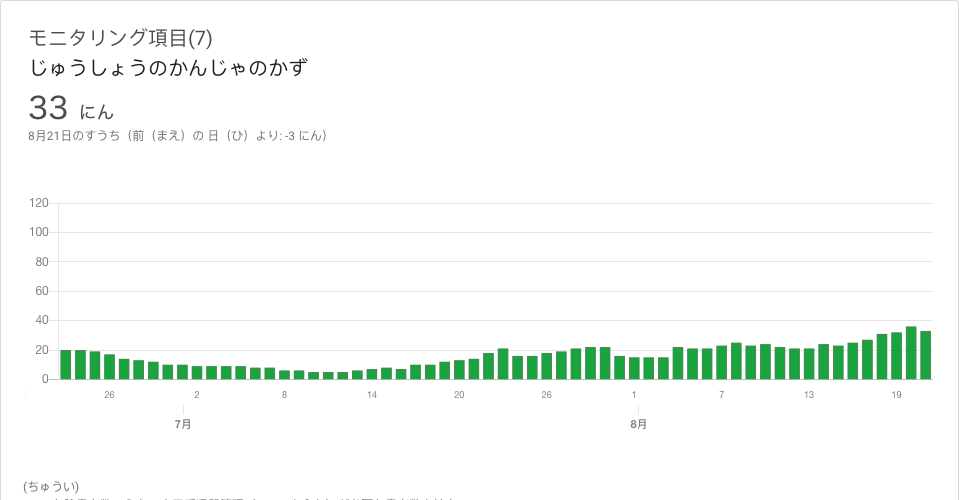 モニタリング項目(7)
じゅうしょうのかんじゃのかず
33 にん
8月21日のすうち（前（まえ）の 日（ひ）より: -3 にん）
120
100
80
60
40
20
0
26 2 8 14 20 26 1 7 13 19
7月 8月
(ちゅうい)